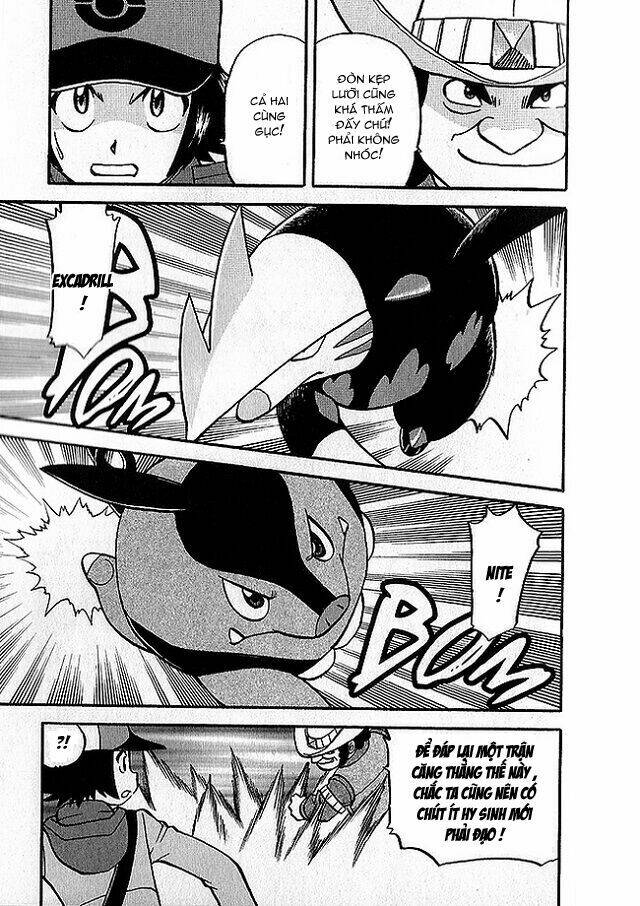 ĐÒN KẸP
LƯỠI CŨNG
KHÁ THẤM
ĐẤY CHỨ!
PHẢI KHÔNG
NHÓC!
CẢ HAI
CÙNG
GỤC!
EXCADRILL
!
BOM
NITE
!
BOM
ĐỂ ĐÁP LẠI MỘT TRẬN
CĂNG THẲNG THẾ NÀY,
CHẮC TA CŨNG NÊN CÓ
CHÚT ÍT HY SINH MỚI
PHẢI ĐẠO!
?!